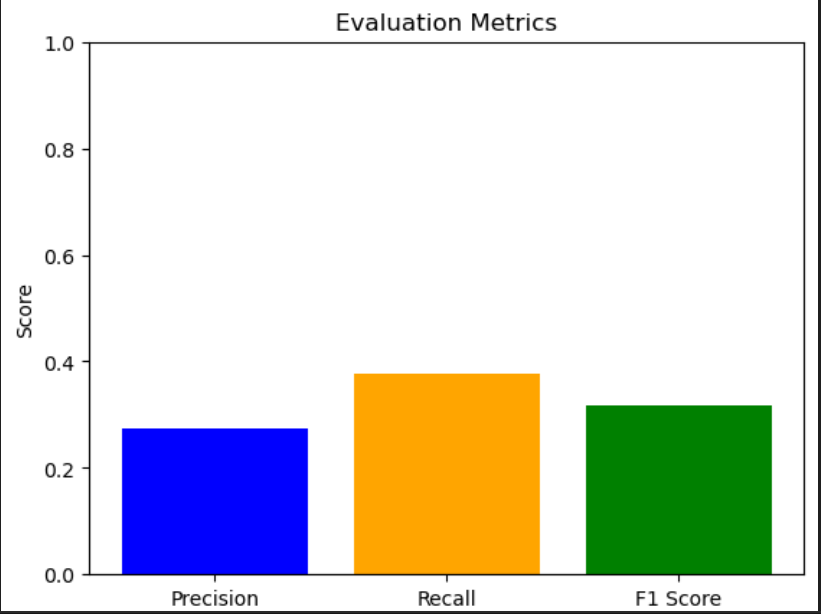 Evaluation Metrics
1.0
0.8
0.6
0.4
0.2
0.0
Score
Precision
Recall
F1 Score